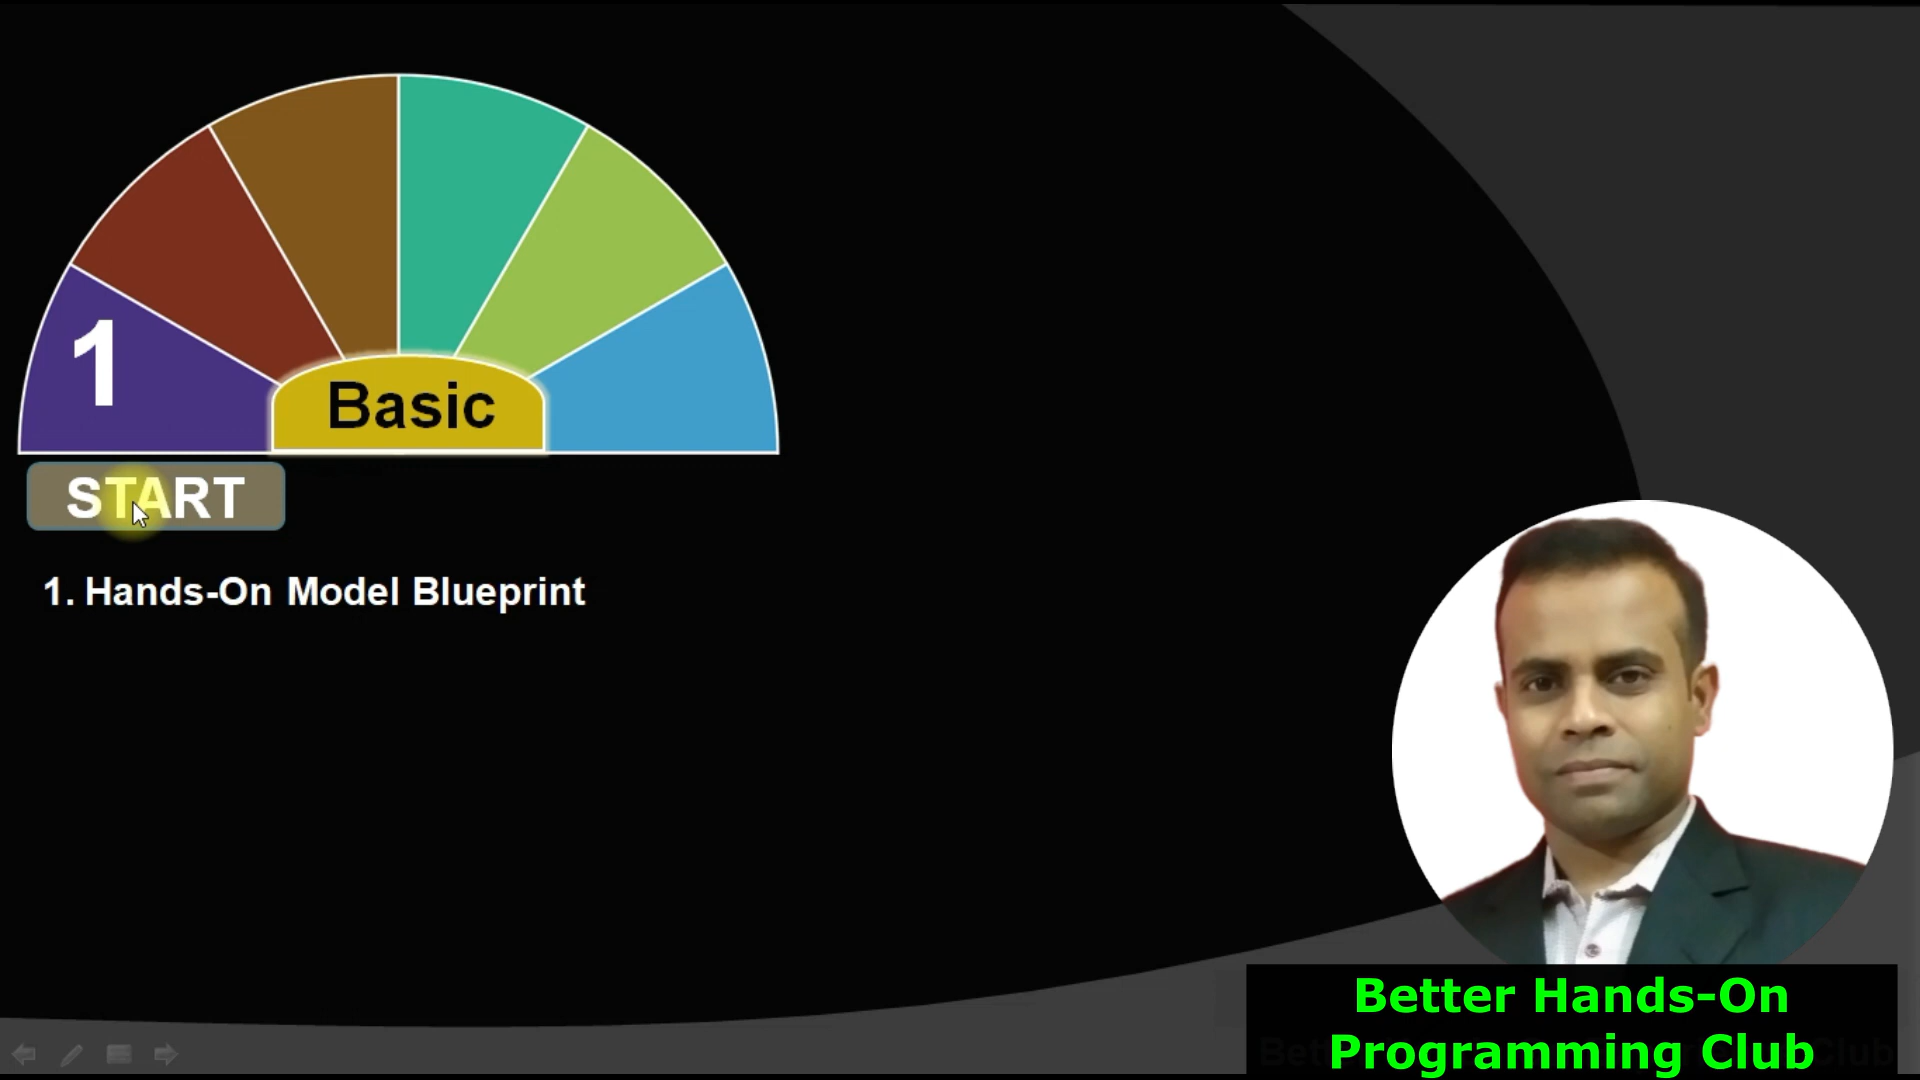 1
Basic
START
1. Hands-On Model Blueprint
Better Hands-On
Programming Club